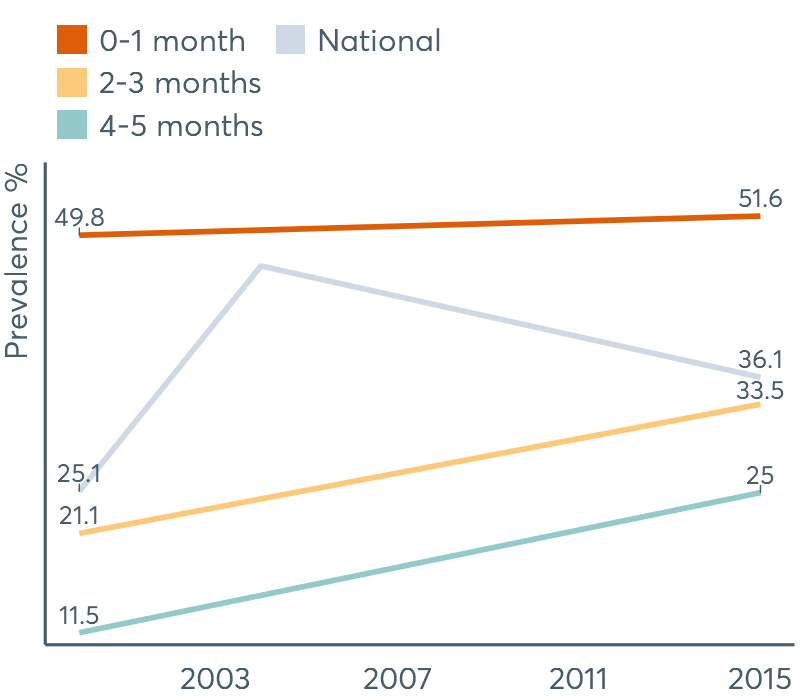 0-1 month National
2-3 months
4-5 months
Prevalence %
49.8
51.6
36.1
33.5
25.1
25
21.1
11.5
2003 2007 2011 2015